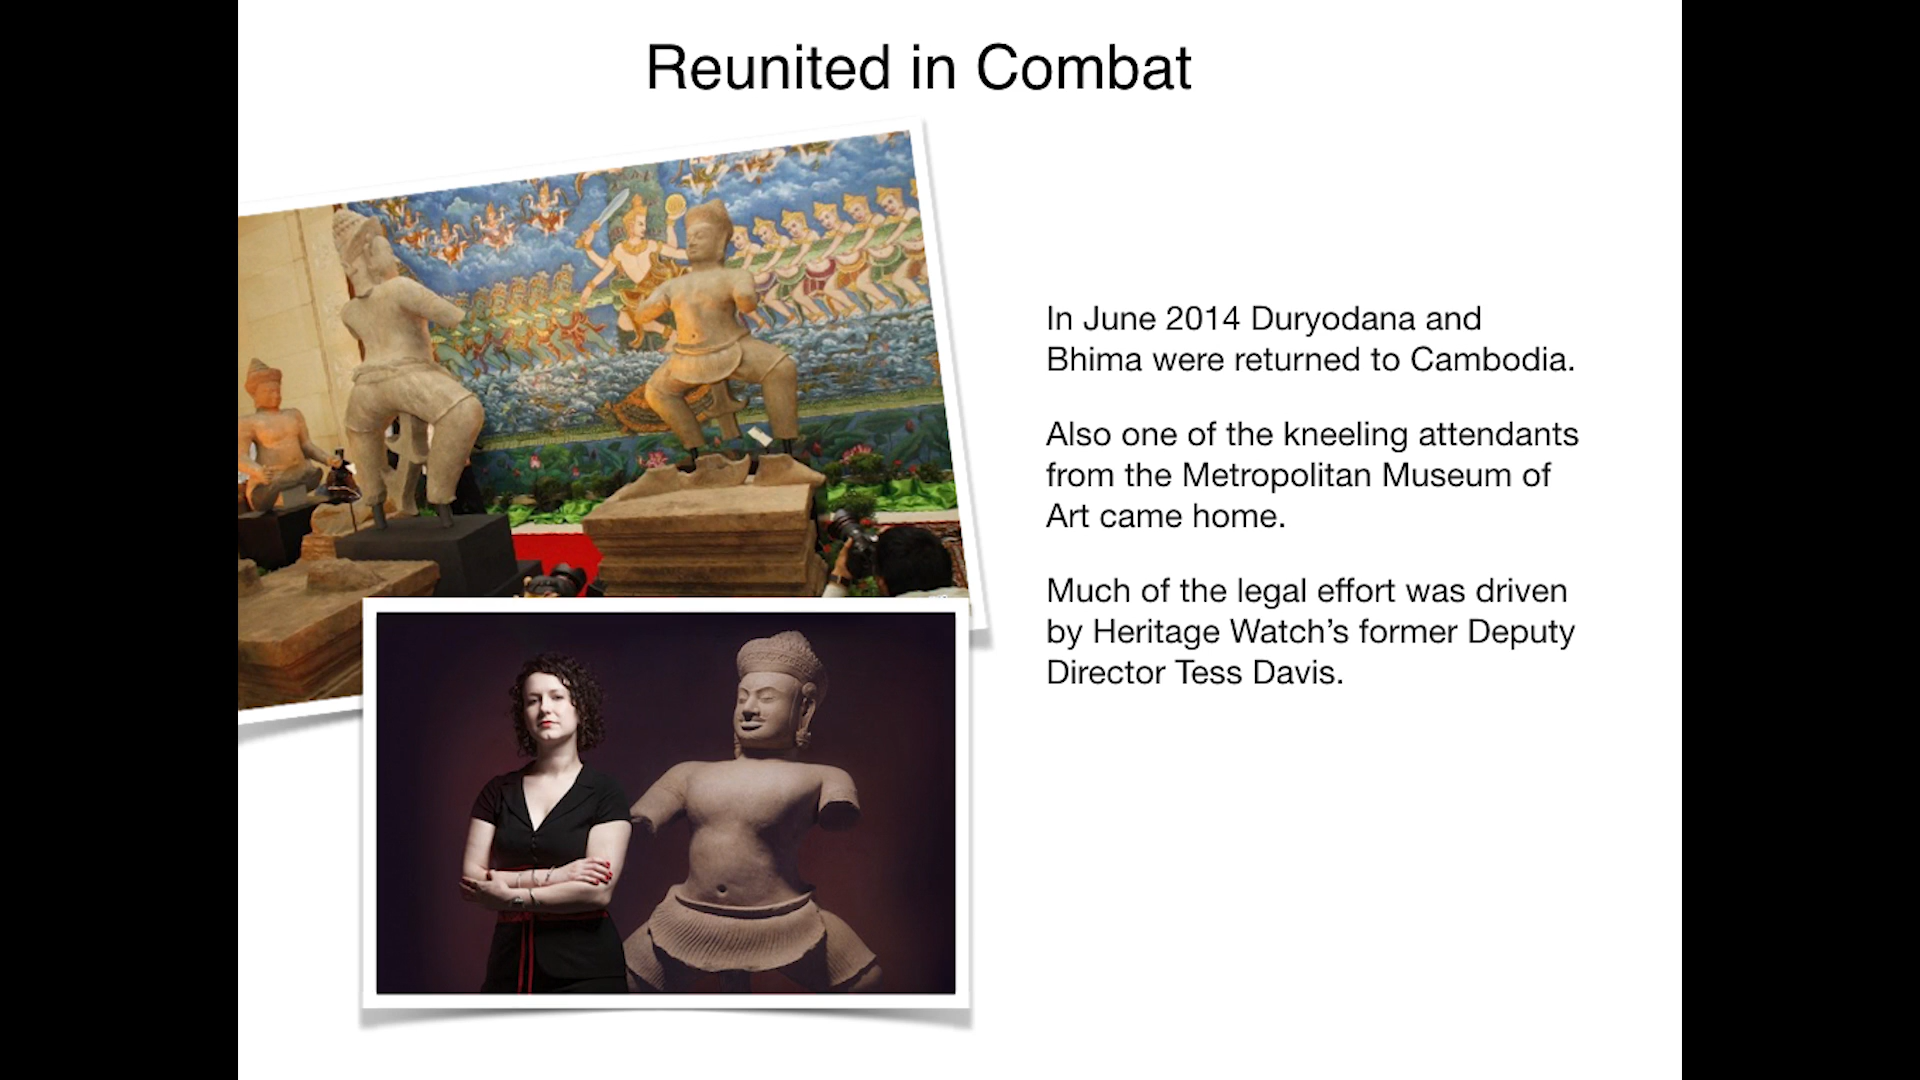 Reunited in Combat
In June 2014 Duryodana and
Bhima were returned to Cambodia.
Also one of the kneeling attendants
from the Metropolitan Museum of
Art came home.
Much of the legal effort was driven
by Heritage Watch’s former Deputy
Director Tess Davis.